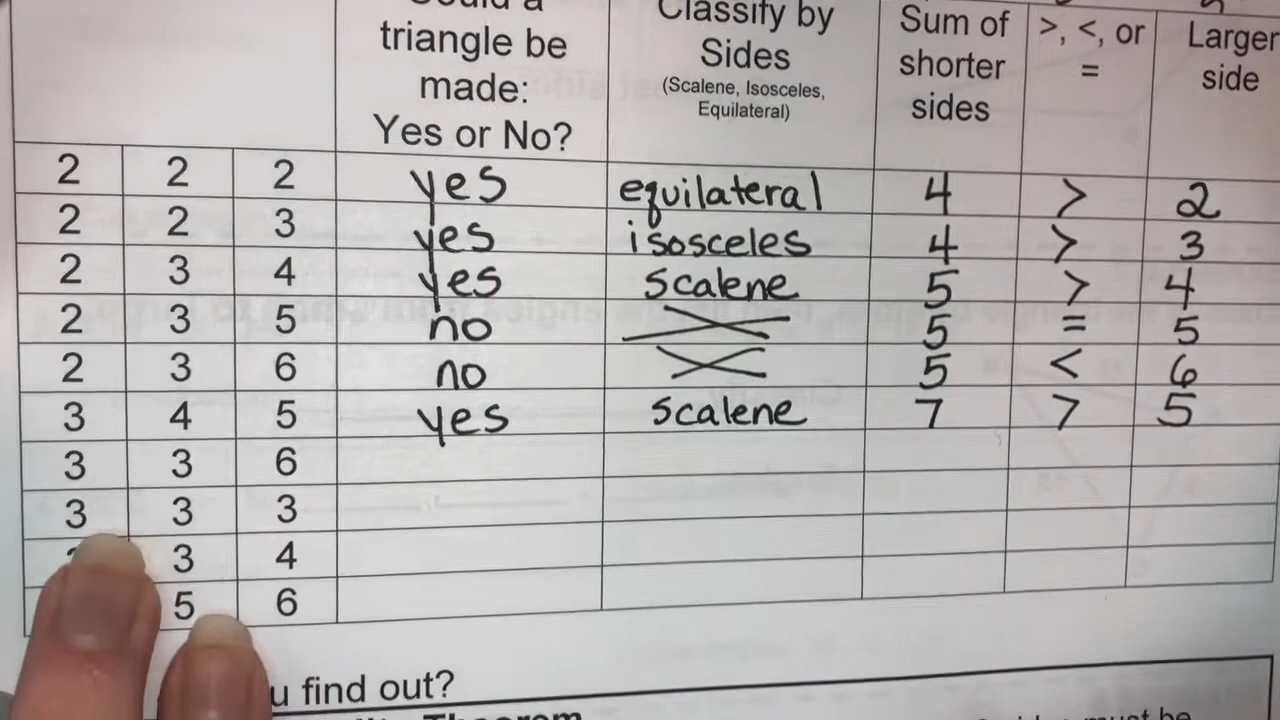 triangle be
made:
Yes or No?
Classify by
Sides
(Scalene, Isosceles,
Equilateral)
Sum of
shorter
sides
>, <, or
=
Larger
side
2 2 2 yes equilateral 4 > 2
2 2 3 yes isosceles 4 > 3
2 3 4 yes scalene 5 > 4
2 3 5 no 5 = 5
2 3 6 no 5 < 6
3 4 5 yes scalene 7 > 5
3 3 6
3 3 3
3 4
5 6
u find out?
Theorem
must be